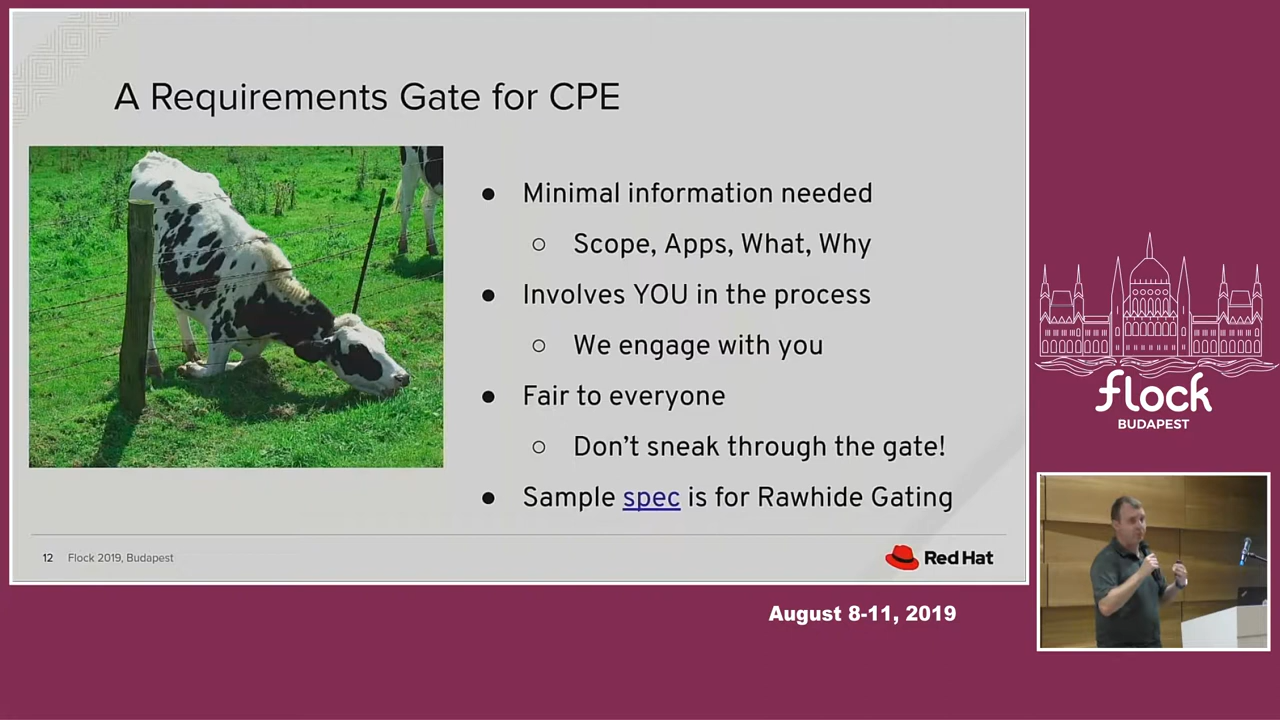 A Requirements Gate for CPE
● Minimal information needed
○ Scope, Apps, What, Why
● Involves YOU in the process
○ We engage with you
● Fair to everyone
○ Don't sneak through the gate!
● Sample spec is for Rawhide Gating
12 Flock 2019, Budapest
Red Hat
flock
BUDAPEST
August 8-11, 2019